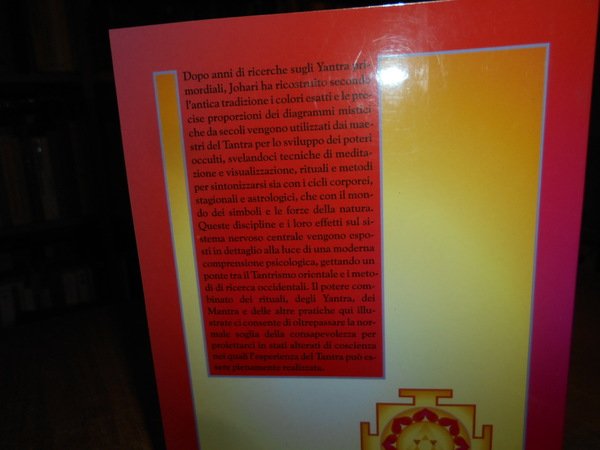 Dopo anni di ricerche sugli Yantra pri-
mordiali, Johari ha ricostruito secondo
l'antica tradizione i colori esatti e le pre-
cise proporzioni dei diagrammi mistici
che da secoli vengono utilizzati dai mae-
stri del Tantra per lo sviluppo dei poteri
occulti, svelandoci tecniche di medita-
zione e visualizzazione, rituali e metodi
per sintonizzarsi sia con i cicli corporei,
stagionali e astrologici, che con il mon-
do dei simboli e le forze della natura.
Queste discipline e i loro effetti sul si-
stema nervoso centrale vengono espo-
sti in dettaglio alla luce di una moderna
comprensione psicologica, gettando un
ponte tra il Tantrismo orientale e i meto-
di di ricerca occidentali. Il potere com-
binato dei rituali, degli Yantra, dei
Mantra e delle altre pratiche qui illu-
strate ci consente di oltrepassare la nor-
male soglia della consapevolezza per
proiettarci in stati alterati di coscienza
nei quali l'esperienza del Tantra può es-
sere pienamente realizzata.